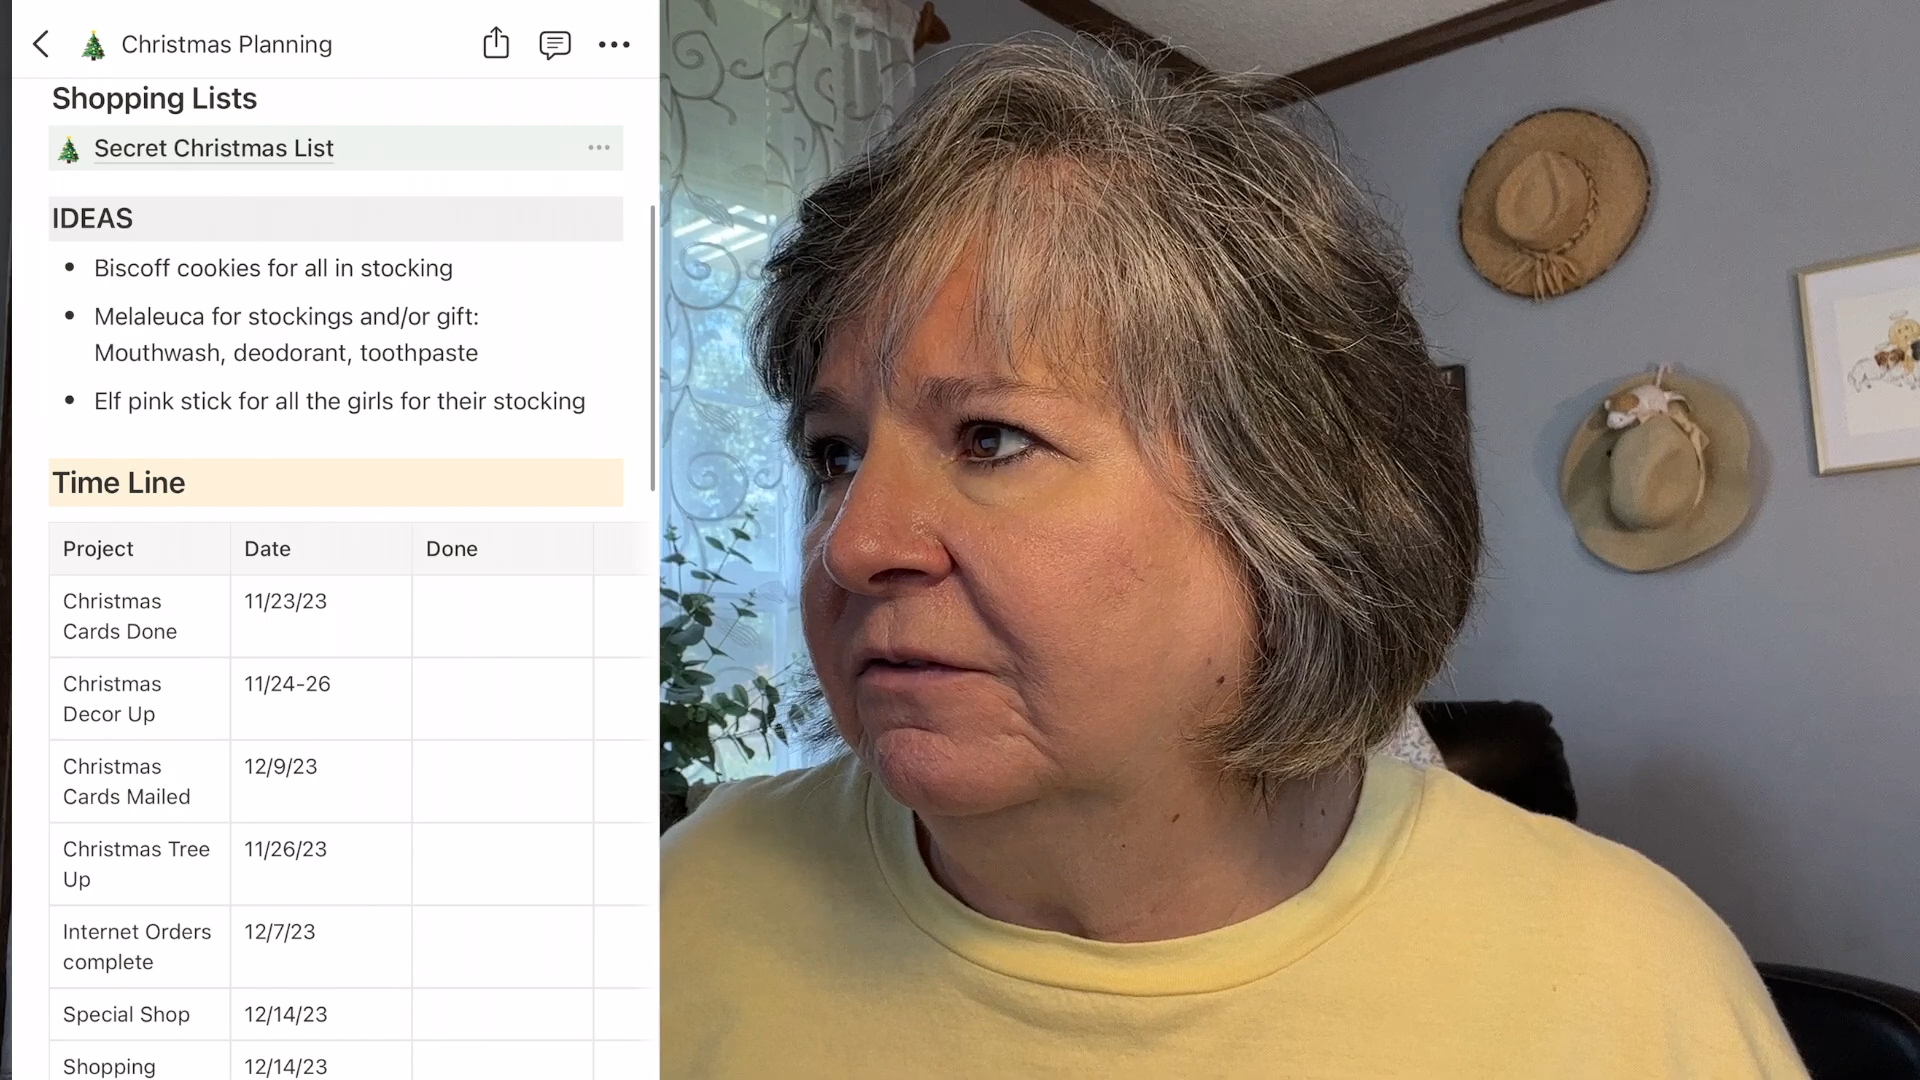 Christmas Planning
Shopping Lists
Secret Christmas List
IDEAS
Biscoff cookies for all in stocking
Melaleuca for stockings and/or gift:
Mouthwash, deodorant, toothpaste
Elf pink stick for all the girls for their stocking
Time Line
Project Date Done
Christmas Cards Done 11/23/23
Christmas Decor Up 11/24-26
Christmas Cards Mailed 12/9/23
Christmas Tree Up 11/26/23
Internet Orders complete 12/7/23
Special Shop 12/14/23
Shopping 12/14/23